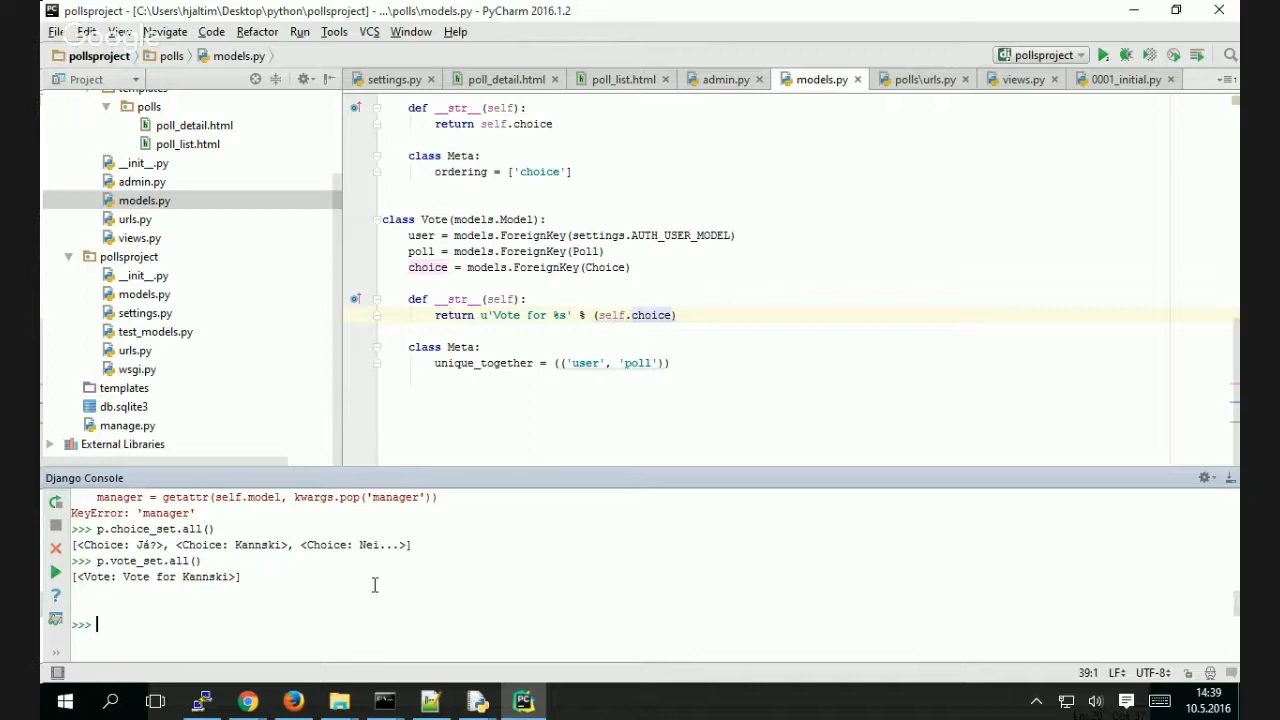 pollsproject - [C:\Users\hjaltim\Desktop\python\pollsproject] - ...\polls\models.py - PyCharm 2016.1.2
File Edit View Navigate Code Refactor Run Tools VCS Window Help
Google
pollsproject polls models.py pollsproject
Project settings.py poll_detail.html poll_list.html admin.py models.py polls\urls.py views.py 0001_initial.py
templates
polls
poll_detail.html
poll_list.html
__init__.py
admin.py
models.py
urls.py
views.py
pollsproject
__init__.py
models.py
settings.py
test_models.py
urls.py
wsgi.py
templates
db.sqlite3
manage.py
External Libraries
def __str__(self):
return self.choice
class Meta:
ordering = ['choice']
class Vote(models.Model):
user = models.ForeignKey(settings.AUTH_USER_MODEL)
poll = models.ForeignKey(Poll)
choice = models.ForeignKey(Choice)
def __str__(self):
return u'Vote for %s' % (self.choice)
class Meta:
unique_together = (('user', 'poll'))
Django Console
manager = getattr(self.model, kwargs.pop('manager'))
KeyError: 'manager'
>>> p.choice_set.all()
[<Choice: Já?>, <Choice: Kannski>, <Choice: Nei...>]
>>> p.vote_set.all()
[<Vote: Vote for Kannski>]
>>>
39:1 LF UTF-8
14:39
10.5.2016